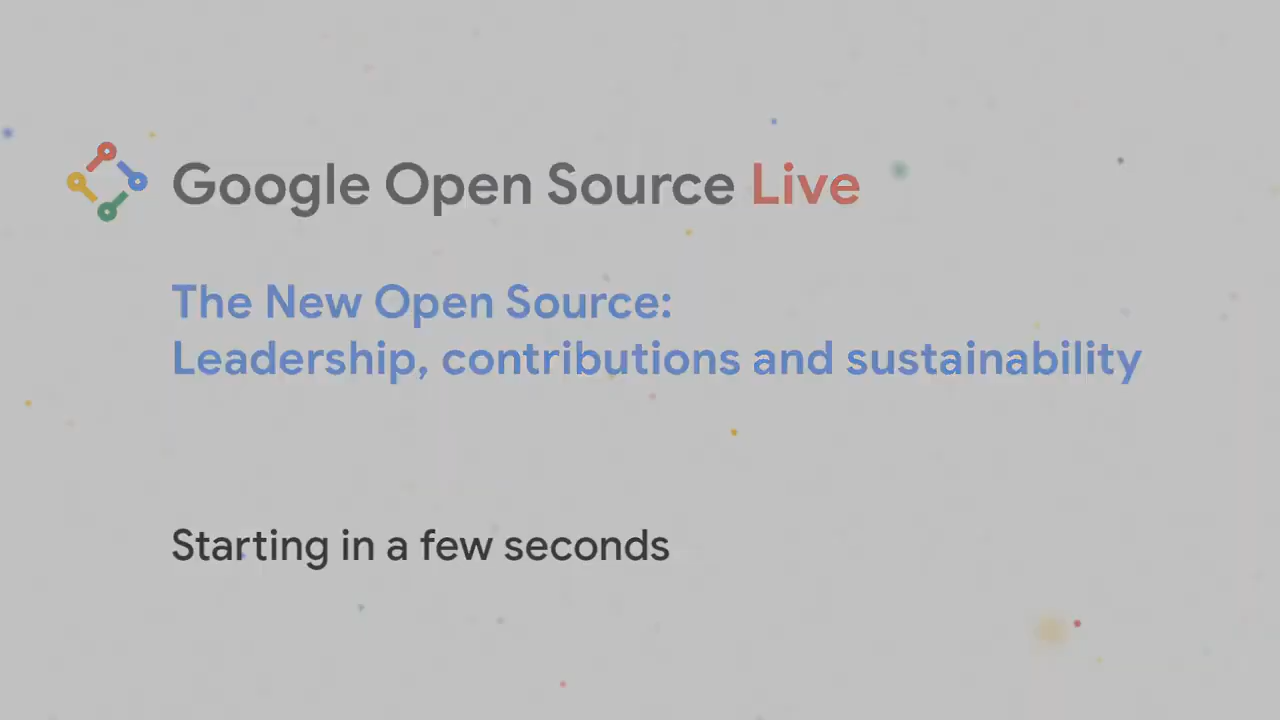 Google Open Source Live
The New Open Source:
Leadership, contributions and sustainability
Starting in a few seconds